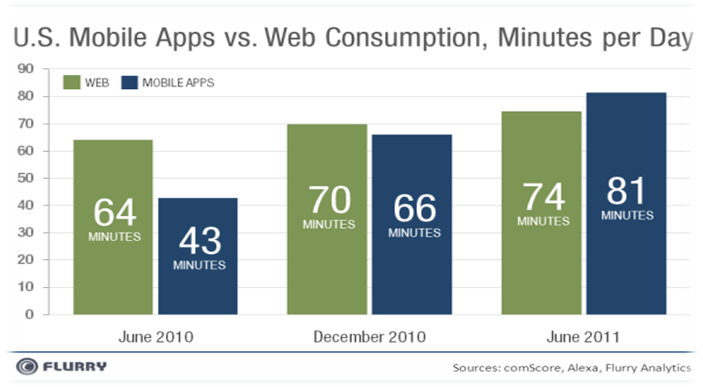 U.S. Mobile Apps vs. Web Consumption, Minutes per Day
90
WEB
MOBILE APPS
80
70
60
50
40
30
20
10
0
64
MINUTES
43
MINUTES
70
MINUTES
66
MINUTES
74
MINUTES
81
MINUTES
June 2010
December 2010
June 2011
FLURRY
Sources: comScore, Alexa, Flurry Analytics